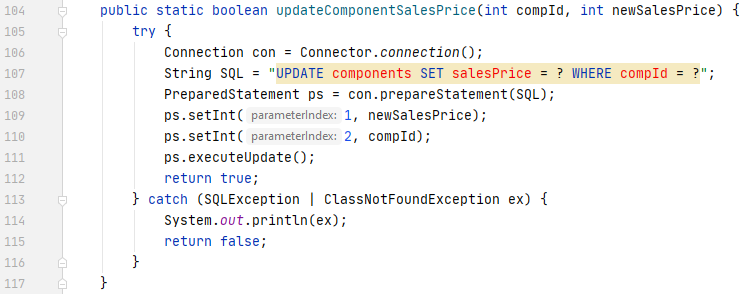 104 public static boolean updateComponentSalesPrice(int compId, int newSalesPrice) {
105 try {
106 Connection con = Connector.connection();
107 String SQL = "UPDATE components SET salesPrice = ? WHERE compId = ?";
108 PreparedStatement ps = con.prepareStatement(SQL);
109 ps.setInt( parameterIndex: 1, newSalesPrice);
110 ps.setInt( parameterIndex: 2, compId);
111 ps.executeUpdate();
112 return true;
113 } catch (SQLException | ClassNotFoundException ex) {
114 System.out.println(ex);
115 return false;
116 }
117 }